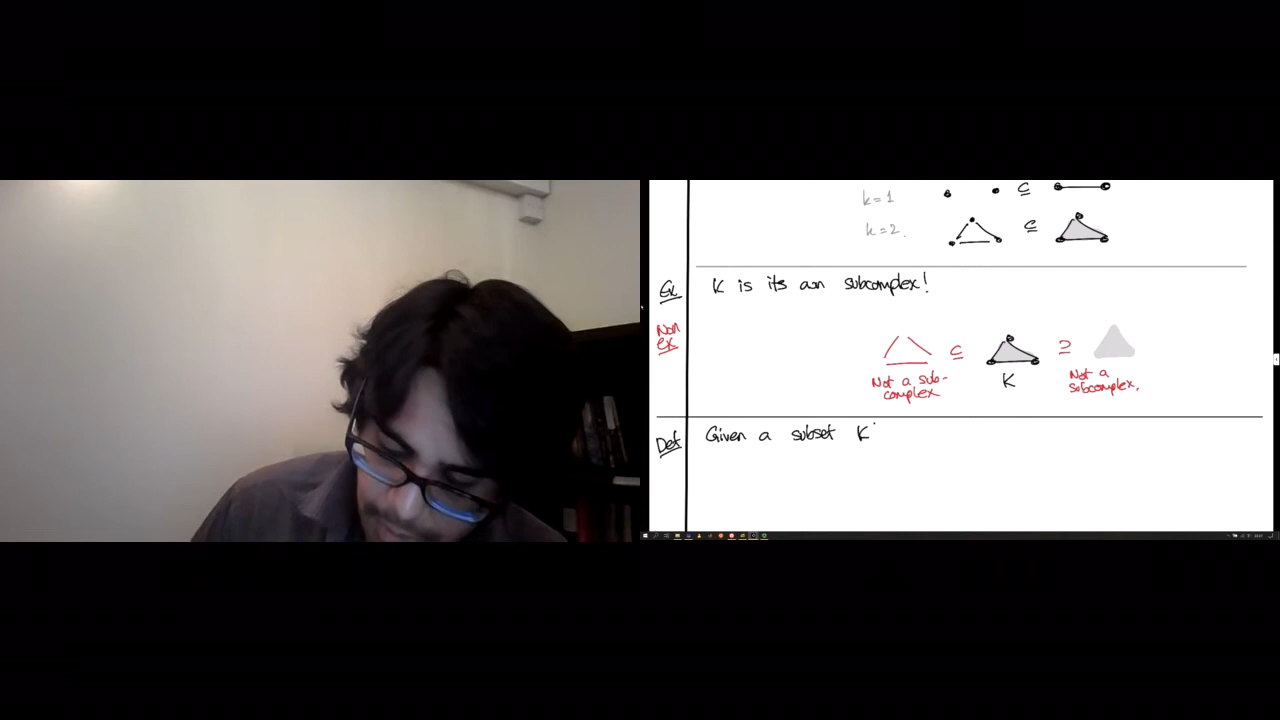 k=1 ⊆
k=2. ⊆
Ex K is its own subcomplex!
Non
ex
⊆ ⊇
Not a sub-
complex
K
Not a
subcomplex.
Def Given a subset K'